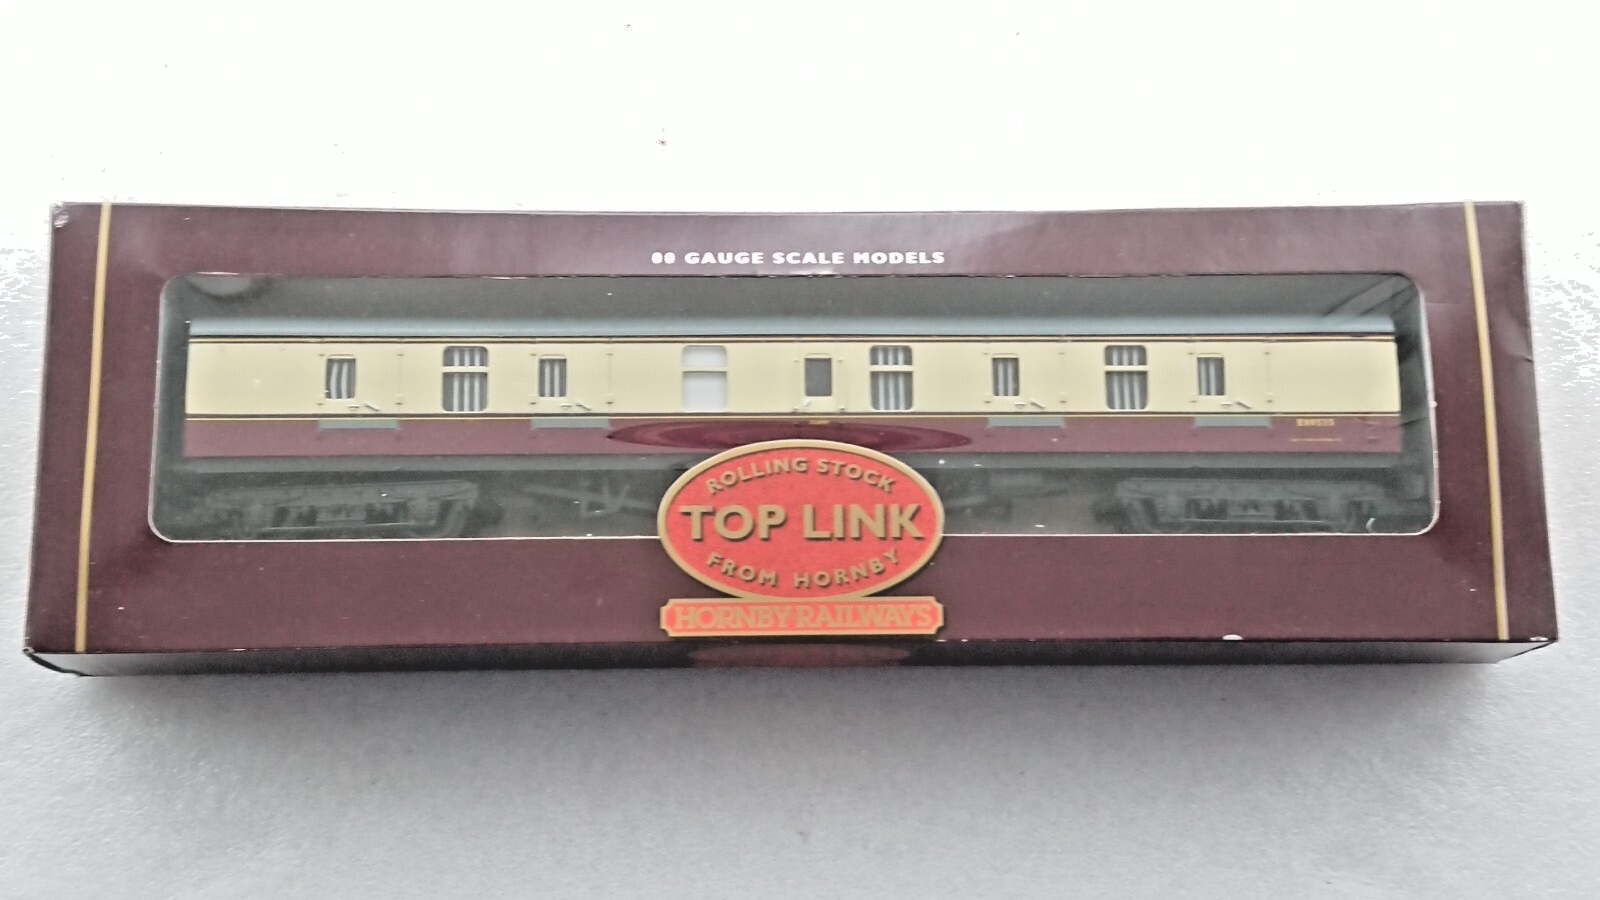 00 GAUGE SCALE MODELS
ROLLING STOCK
TOP LINK
FROM HORNBY
HORNBY RAILWAYS